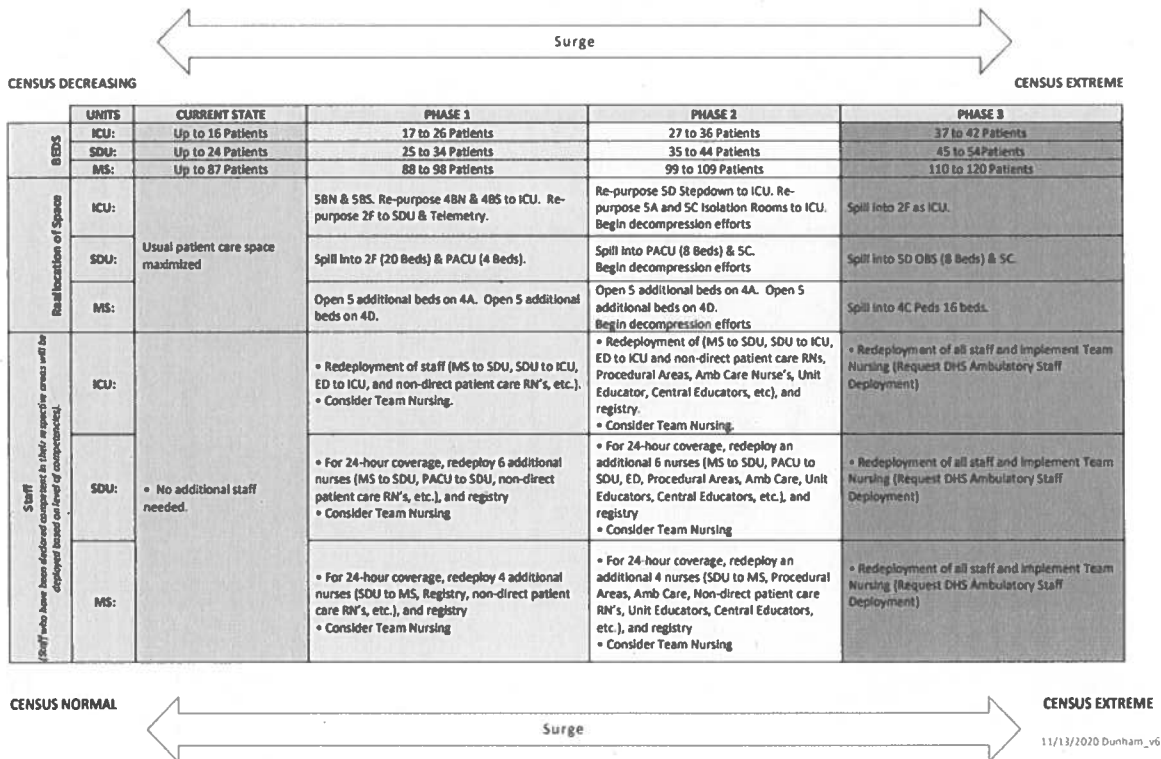 Surge
CENSUS DECREASING
CENSUS EXTREME
UNITS
CURRENT STATE
PHASE 1
PHASE 2
PHASE 3
BEDS
ICU:
Up to 16 Patients
17 to 26 Patients
27 to 36 Patients
37 to 42 Patients
SDU:
Up to 24 Patients
25 to 34 Patients
35 to 44 Patients
45 to 54Patients
MS:
Up to 87 Patients
88 to 98 Patients
99 to 109 Patients
110 to 120 Patients
Reallocation of Space
ICU:
Usual patient care space
maximized
5BN & 5BS. Re-purpose 4BN & 4BS to ICU. Re-
purpose 2F to SDU & Telemetry.
Re-purpose 5D Stepdown to ICU. Re-
purpose 5A and 5C Isolation Rooms to ICU.
Begin decompression efforts
Spill into 2F as ICU.
SDU:
Spill into 2F (20 Beds) & PACU (4 Beds).
Spill into PACU (8 Beds) & 5C.
Begin decompression efforts
Spill into 5D OBS (8 Beds) & 5C.
MS:
Open 5 additional beds on 4A. Open 5 additional
beds on 4D.
Open 5 additional beds on 4A. Open 5
additional beds on 4D.
Begin decompression efforts
Spill into 4C Peds 16 beds.
Staff
(Staff who have been declared competent in their respective areas will be
deployed based on level of competencies).
ICU:
• No additional staff
needed.
• Redeployment of staff (MS to SDU, SDU to ICU,
ED to ICU, and non-direct patient care RN's, etc.).
• Consider Team Nursing.
• Redeployment of (MS to SDU, SDU to ICU,
ED to ICU and non-direct patient care RNs,
Procedural Areas, Amb Care Nurse's, Unit
Educator, Central Educators, etc), and
registry.
• Consider Team Nursing.
• Redeployment of all staff and implement Team
Nursing (Request DHS Ambulatory Staff
Deployment)
SDU:
• For 24-hour coverage, redeploy 6 additional
nurses (MS to SDU, PACU to SDU, non-direct
patient care RN's, etc.), and registry
• Consider Team Nursing
• For 24-hour coverage, redeploy an
additional 6 nurses (MS to SDU, PACU to
SDU, ED, Procedural Areas, Amb Care, Unit
Educators, Central Educators, etc.), and
registry
• Consider Team Nursing
• Redeployment of all staff and implement Team
Nursing (Request DHS Ambulatory Staff
Deployment)
MS:
• For 24-hour coverage, redeploy 4 additional
nurses (SDU to MS, Registry, non-direct patient
care RN's, etc.), and registry
• Consider Team Nursing
• For 24-hour coverage, redeploy an
additional 4 nurses (SDU to MS, Procedural
Areas, Amb Care, Non-direct patient care
RN's, Unit Educators, Central Educators,
etc.), and registry
• Consider Team Nursing
• Redeployment of all staff and implement Team
Nursing (Request DHS Ambulatory Staff
Deployment)
CENSUS NORMAL
CENSUS EXTREME
Surge
11/13/2020 Dunham_v6